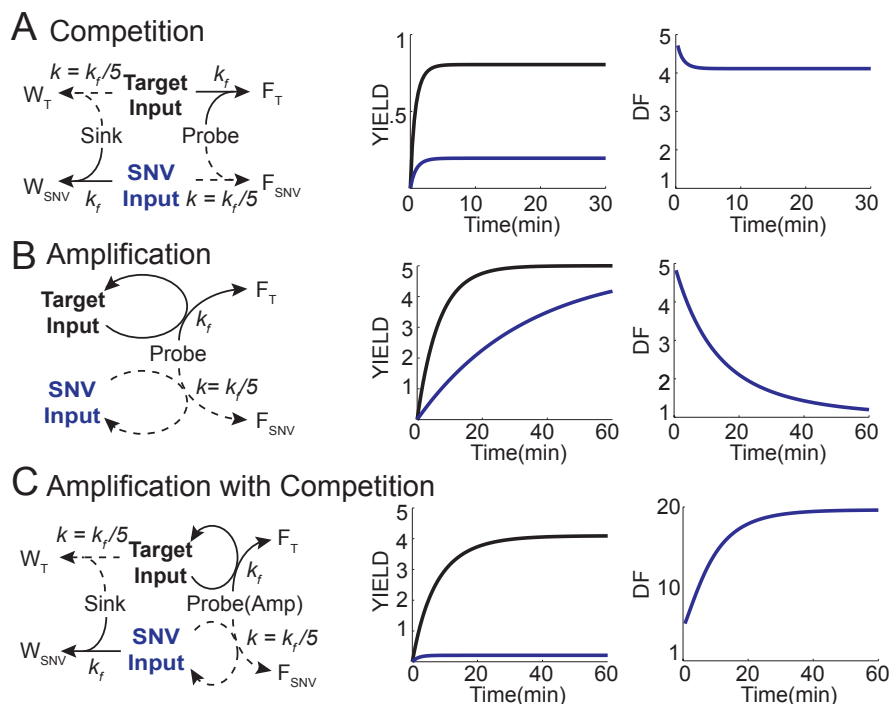 A Competition
k = kf/5
Target
Input
kf
WT
FT
Sink
Probe
WSNV
kf
SNV
Input
k = kf/5
FSNV
YIELD
1
.5
0
10
20
30
Time(min)
DF
5
4
3
2
1
0
10
20
30
Time(min)
B Amplification
Target
Input
FT
kf
Probe
SNV
Input
k= kf/5
FSNV
YIELD
5
4
3
2
1
0
20
40
60
Time(min)
DF
5
4
3
2
1
0
20
40
60
Time(min)
C Amplification with Competition
k = kf/5
Target
Input
WT
FT
kf
Sink
Probe(Amp)
WSNV
kf
SNV
Input
k = kf/5
FSNV
YIELD
5
4
3
2
1
0
20
40
60
Time(min)
DF
20
10
1
0
20
40
60
Time(min)